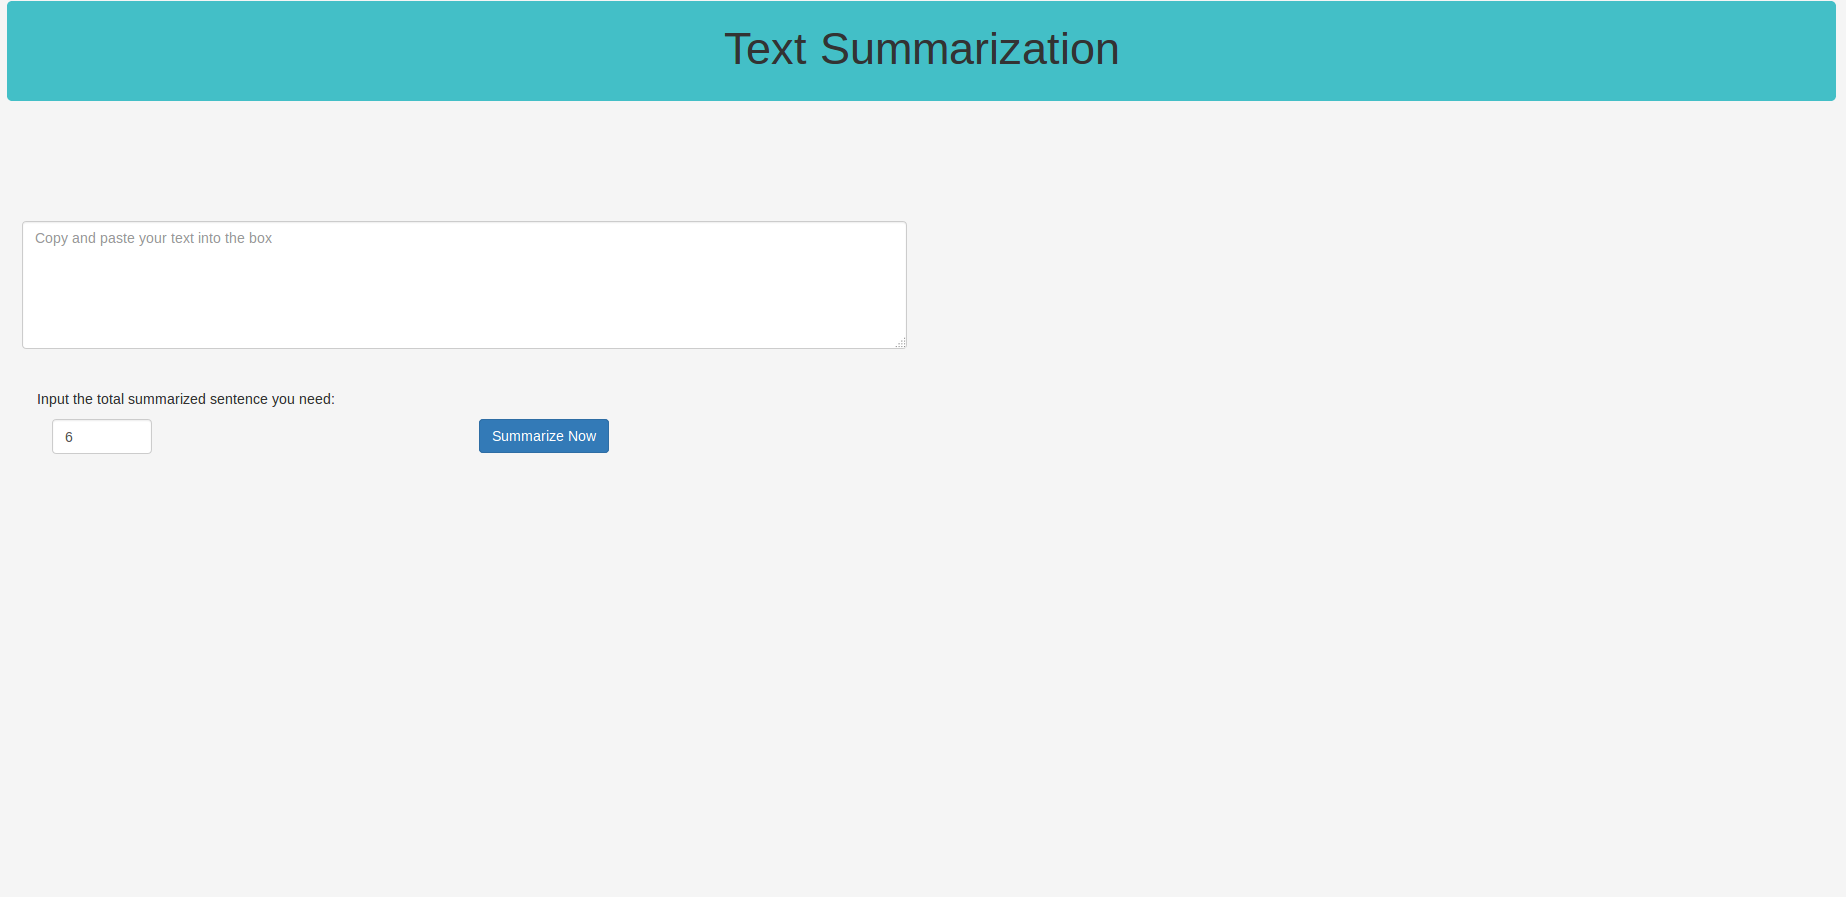 Text Summarization
Copy and paste your text into the box
Input the total summarized sentence you need:
6
Summarize Now